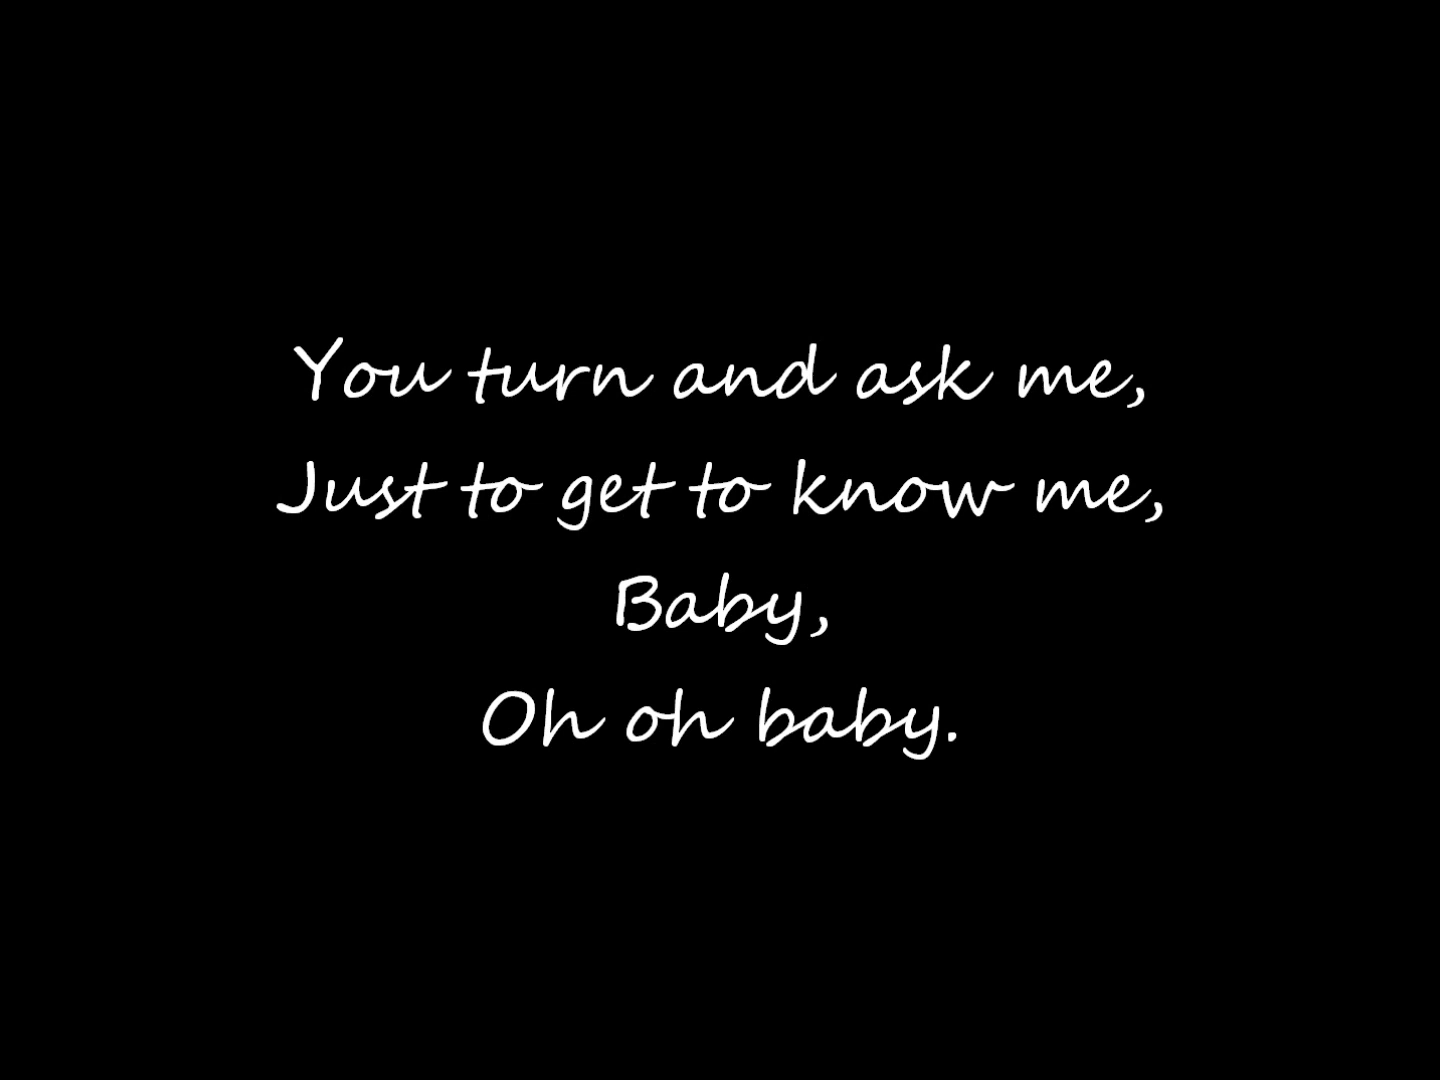 You turn and ask me,
Just to get to know me,
Baby,
Oh oh baby.